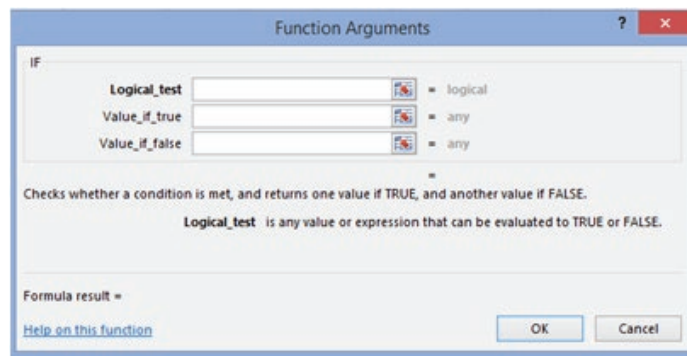 Function Arguments ? ×
IF
Logical_test = logical
Value_if_true = any
Value_if_false = any
=
Checks whether a condition is met, and returns one value if TRUE, and another value if FALSE.
Logical_test is any value or expression that can be evaluated to TRUE or FALSE.
Formula result =
Help on this function OK Cancel